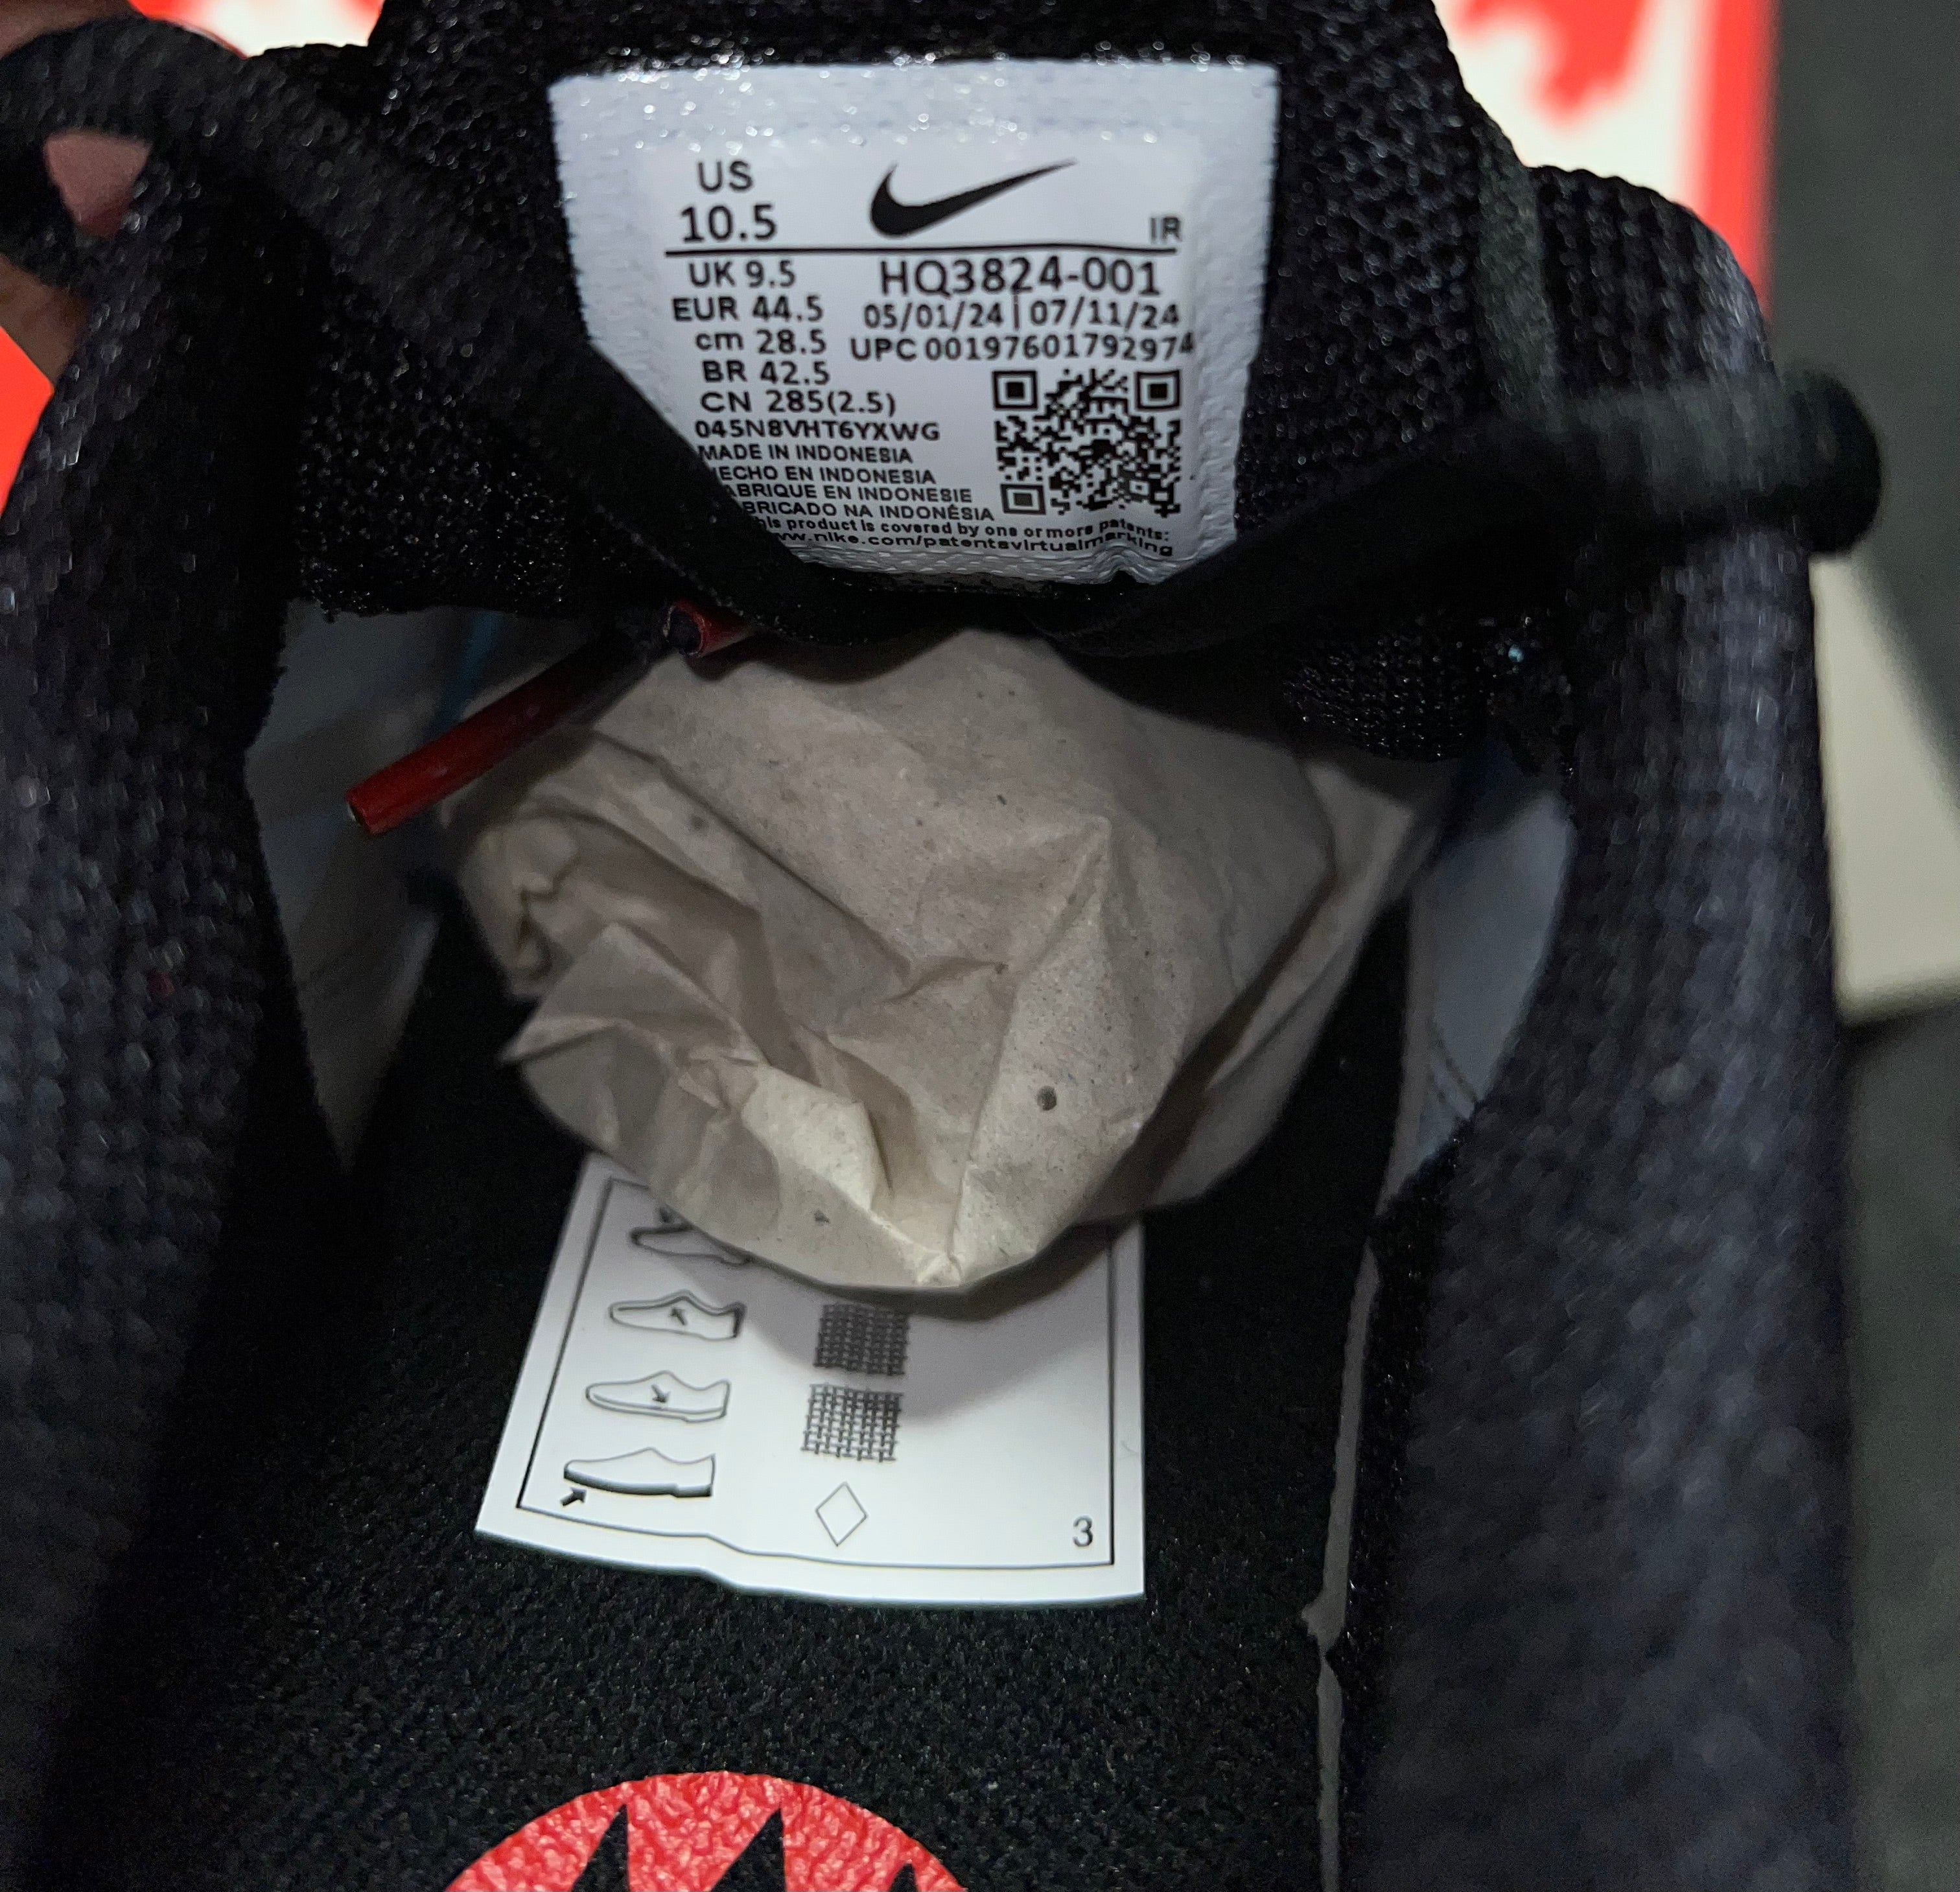 US
10.5
IR
UK 9.5
HQ3824-001
EUR 44.5
05/01/24|07/11/24
cm 28.5
UPC 00197601792974
BR 42.5
CN 285(2.5)
045N8VHT6YXWG
MADE IN INDONESIA
HECHO EN INDONESIA
FABRIQUE EN INDONESIE
FABRICADO NA INDONÉSIA
This product is covered by one or more patents:
www.nike.com/patentsvirtualmarking
3